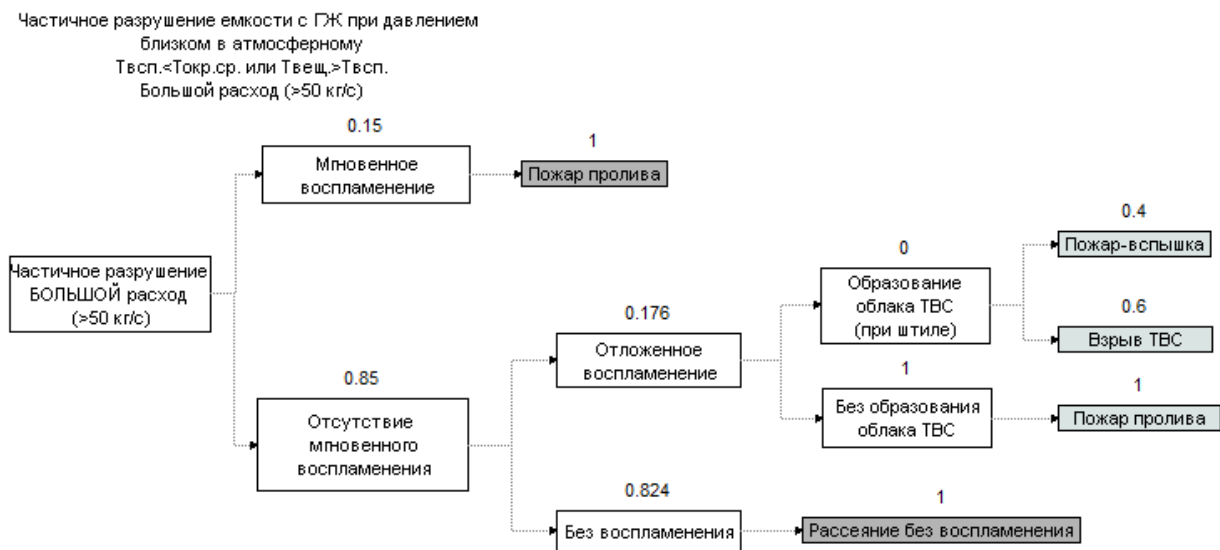 Частичное разрушение емкости с ГЖ при давлением
близком в атмосферному
Твсп.<Токр.ср. или Твещ.>Твсп.
Большой расход (>50 кг/с)
0.15
Мгновенное
воспламенение
1
Пожар пролива
Частичное разрушение
БОЛЬШОЙ расход
(>50 кг/с)
0.85
Отсутствие
мгновенного
воспламенения
0.176
Отложенное
воспламенение
0
Образование
облака ТВС
(при штиле)
0.4
Пожар-вспышка
0.6
Взрыв ТВС
1
Без образования
облака ТВС
1
Пожар пролива
0.824
Без воспламенения
1
Рассеяние без воспламенения